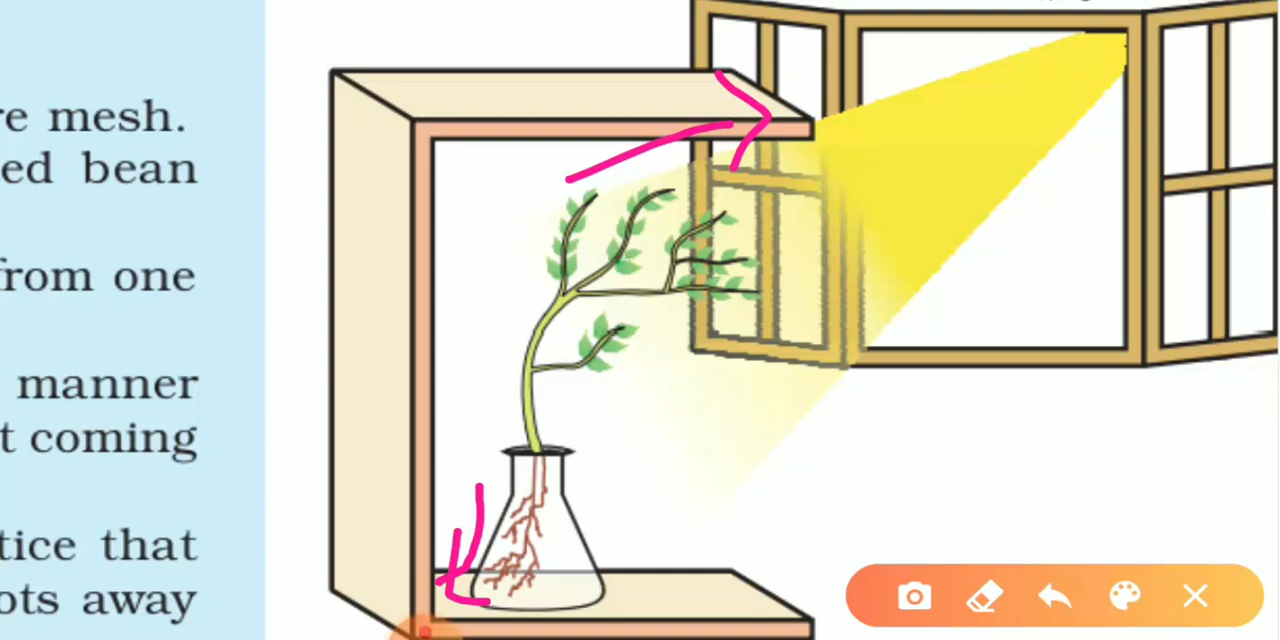 re mesh.
ed bean
from one
manner
t coming
tice that
ots away